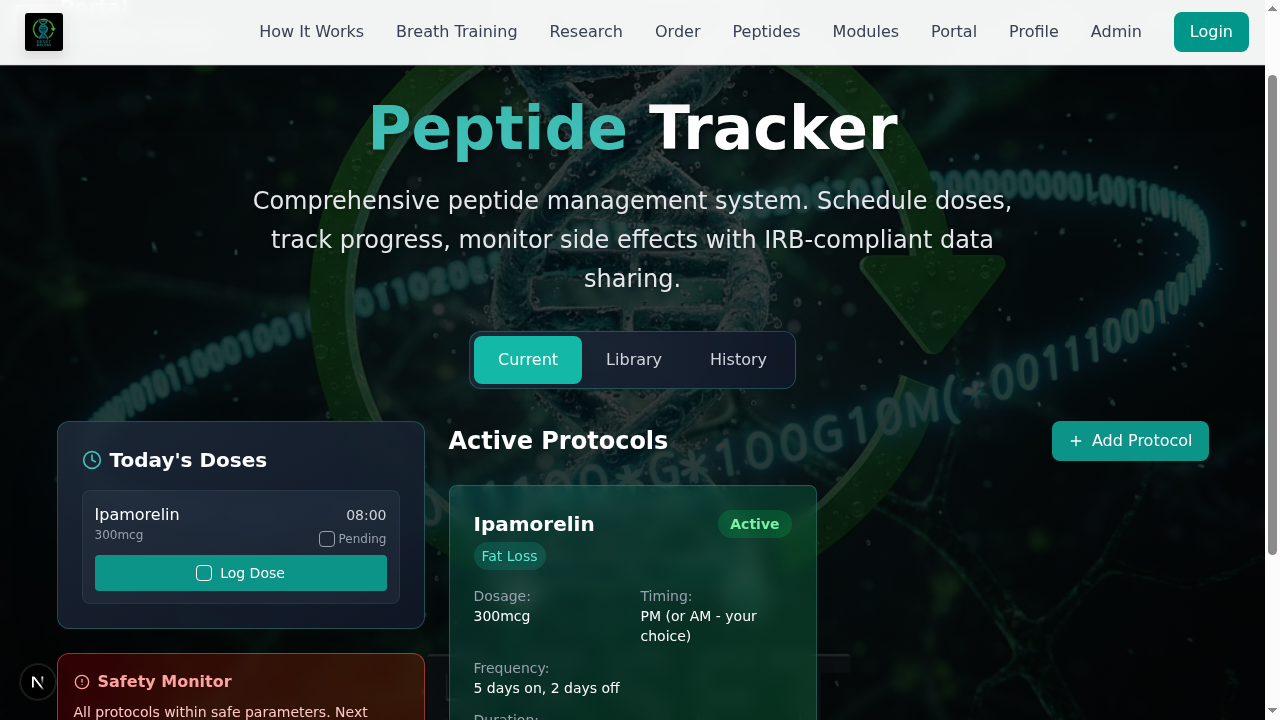 How It Works
Breath Training
Research
Order
Peptides
Modules
Portal
Profile
Admin
Login
Peptide Tracker
Comprehensive peptide management system. Schedule doses,
track progress, monitor side effects with IRB-compliant data
sharing.
Current
Library
History
Today's Doses
Ipamorelin
08:00
300mcg
Pending
Log Dose
Safety Monitor
All protocols within safe parameters. Next
Active Protocols
+ Add Protocol
Ipamorelin
Active
Fat Loss
Dosage:
300mcg
Timing:
PM (or AM - your
choice)
Frequency:
5 days on, 2 days off
Duration:
N